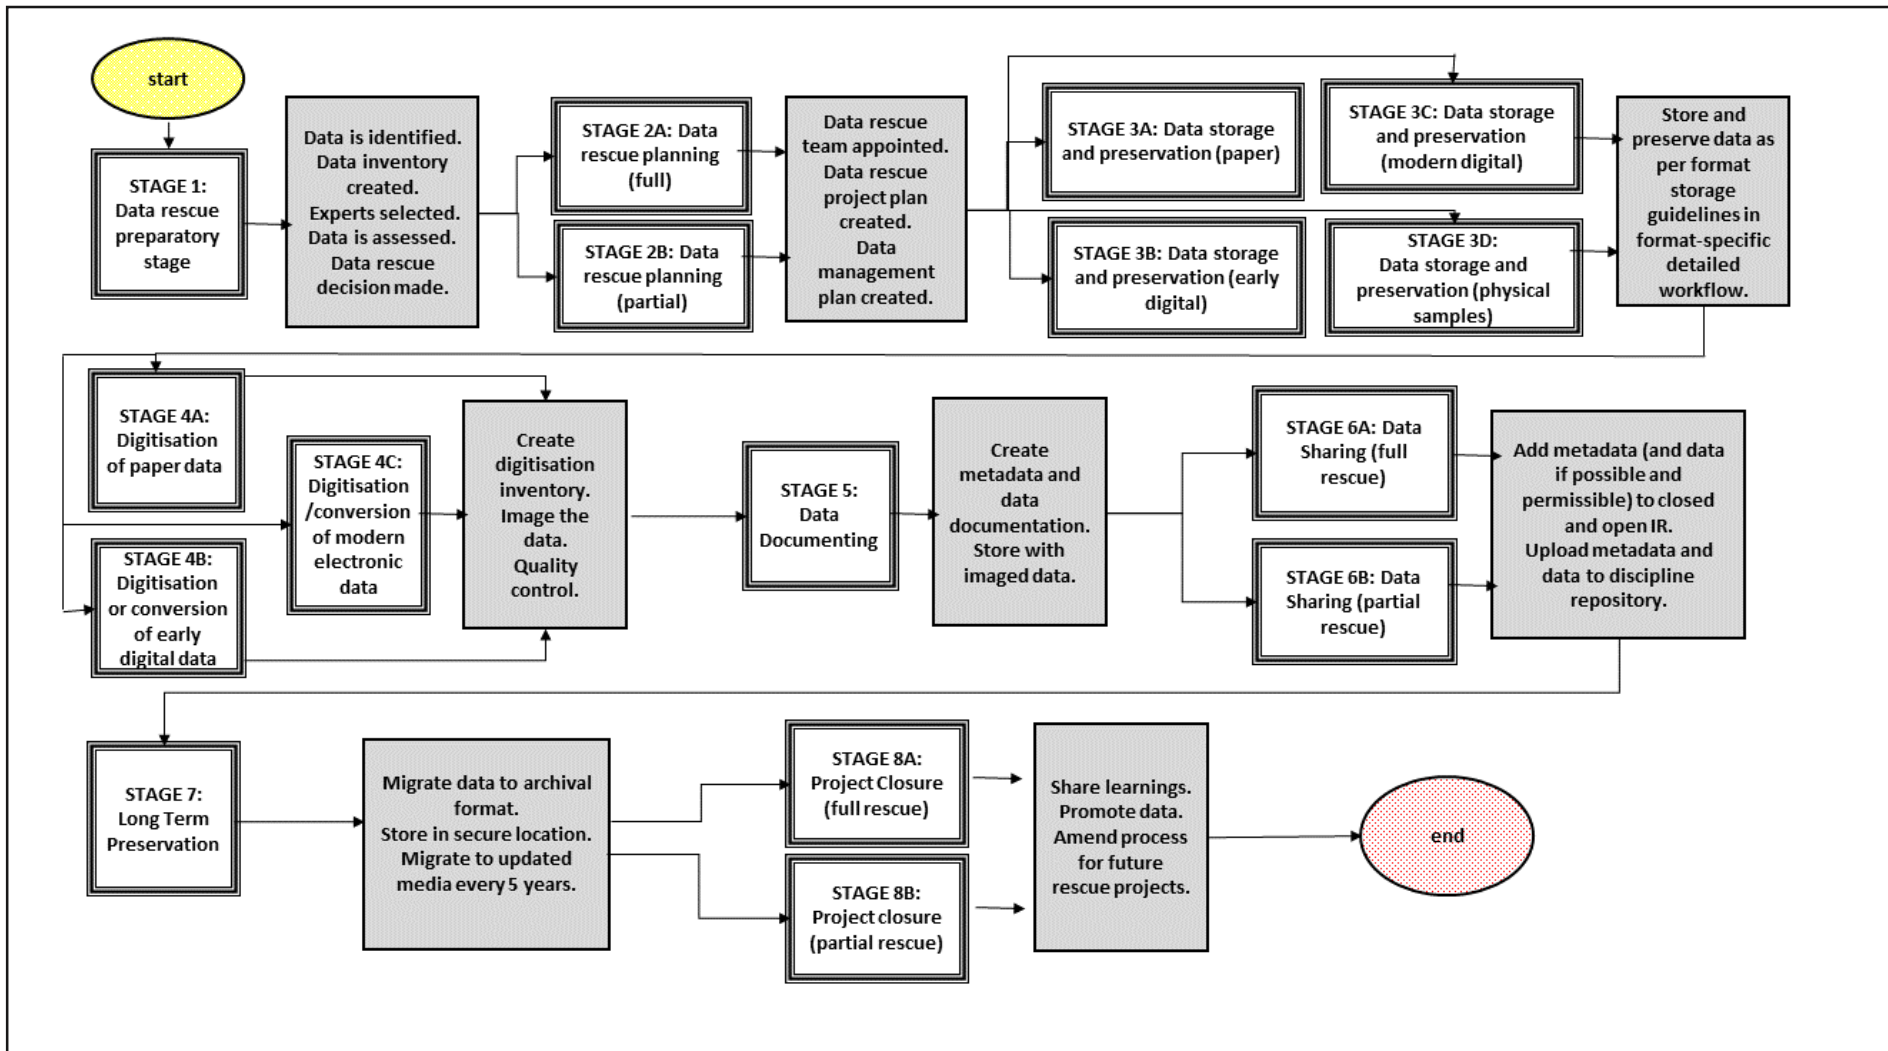 start
STAGE 1:
Data rescue
preparatory
stage
Data is identified.
Data inventory
created.
Experts selected.
Data is assessed.
Data rescue
decision made.
STAGE 2A: Data
rescue planning
(full)
STAGE 2B: Data
rescue planning
(partial)
Data rescue
team appointed.
Data rescue
project plan
created.
Data
management
plan created.
STAGE 3A: Data storage
and preservation (paper)
STAGE 3B: Data storage
and preservation (early
digital)
STAGE 3C: Data storage
and preservation
(modern digital)
STAGE 3D:
Data storage and
preservation (physical
samples)
Store and
preserve data as
per format
storage
guidelines in
format-specific
detailed
workflow.
STAGE 4A:
Digitisation
of paper data
STAGE 4B:
Digitisation
or conversion
of early
digital data
STAGE 4C:
Digitisation
/conversion
of modern
electronic
data
Create
digitisation
inventory.
Image the
data.
Quality
control.
STAGE 5:
Data
Documenting
Create
metadata and
data
documentation.
Store with
imaged data.
STAGE 6A: Data
Sharing (full
rescue)
STAGE 6B: Data
Sharing (partial
rescue)
Add metadata (and data
if possible and
permissible) to closed
and open IR.
Upload metadata and
data to discipline
repository.
STAGE 7:
Long Term
Preservation
Migrate data to archival
format.
Store in secure location.
Migrate to updated
media every 5 years.
STAGE 8A:
Project Closure
(full rescue)
STAGE 8B:
Project closure
(partial rescue)
Share learnings.
Promote data.
Amend process
for future
rescue projects.
end